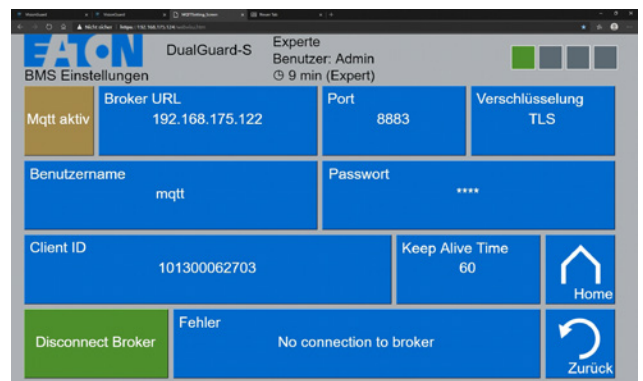 EATON
DualGuard-S
Experte
Benutzer: Admin
9 min (Expert)
BMS Einstellungen
Mqtt aktiv
Broker URL
192.168.175.122
Port
8883
Verschlüsselung
TLS
Benutzername
mqtt
Passwort
****
Client ID
101300062703
Keep Alive Time
60
Home
Disconnect Broker
Fehler
No connection to broker
Zurück